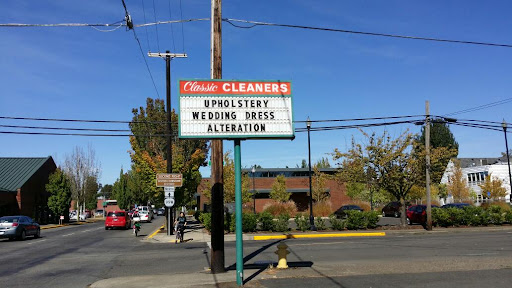 Classic CLEANERS
UPHOLSTERY
WEDDING DRESS
ALTERATION